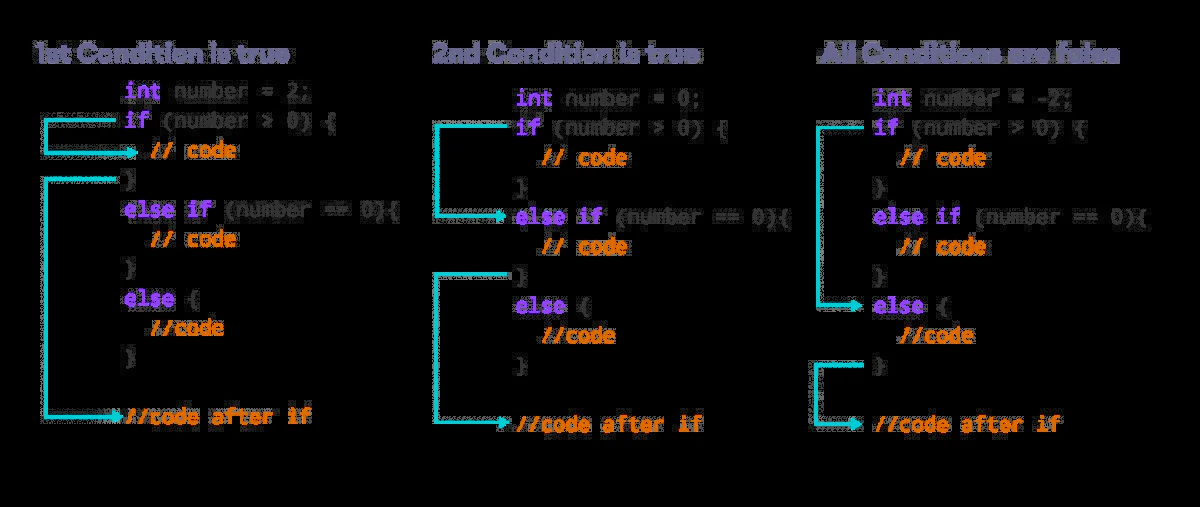 1st Condition is true
int number = 2;
if (number > 0) {
// code
}
else if (number == 0){
// code
}
else {
//code
}
//code after if
2nd Condition is true
int number = 0;
if (number > 0) {
// code
}
else if (number == 0){
// code
}
else {
//code
}
//code after if
All Conditions are false
int number = -2;
if (number > 0) {
// code
}
else if (number == 0){
// code
}
else {
//code
}
//code after if